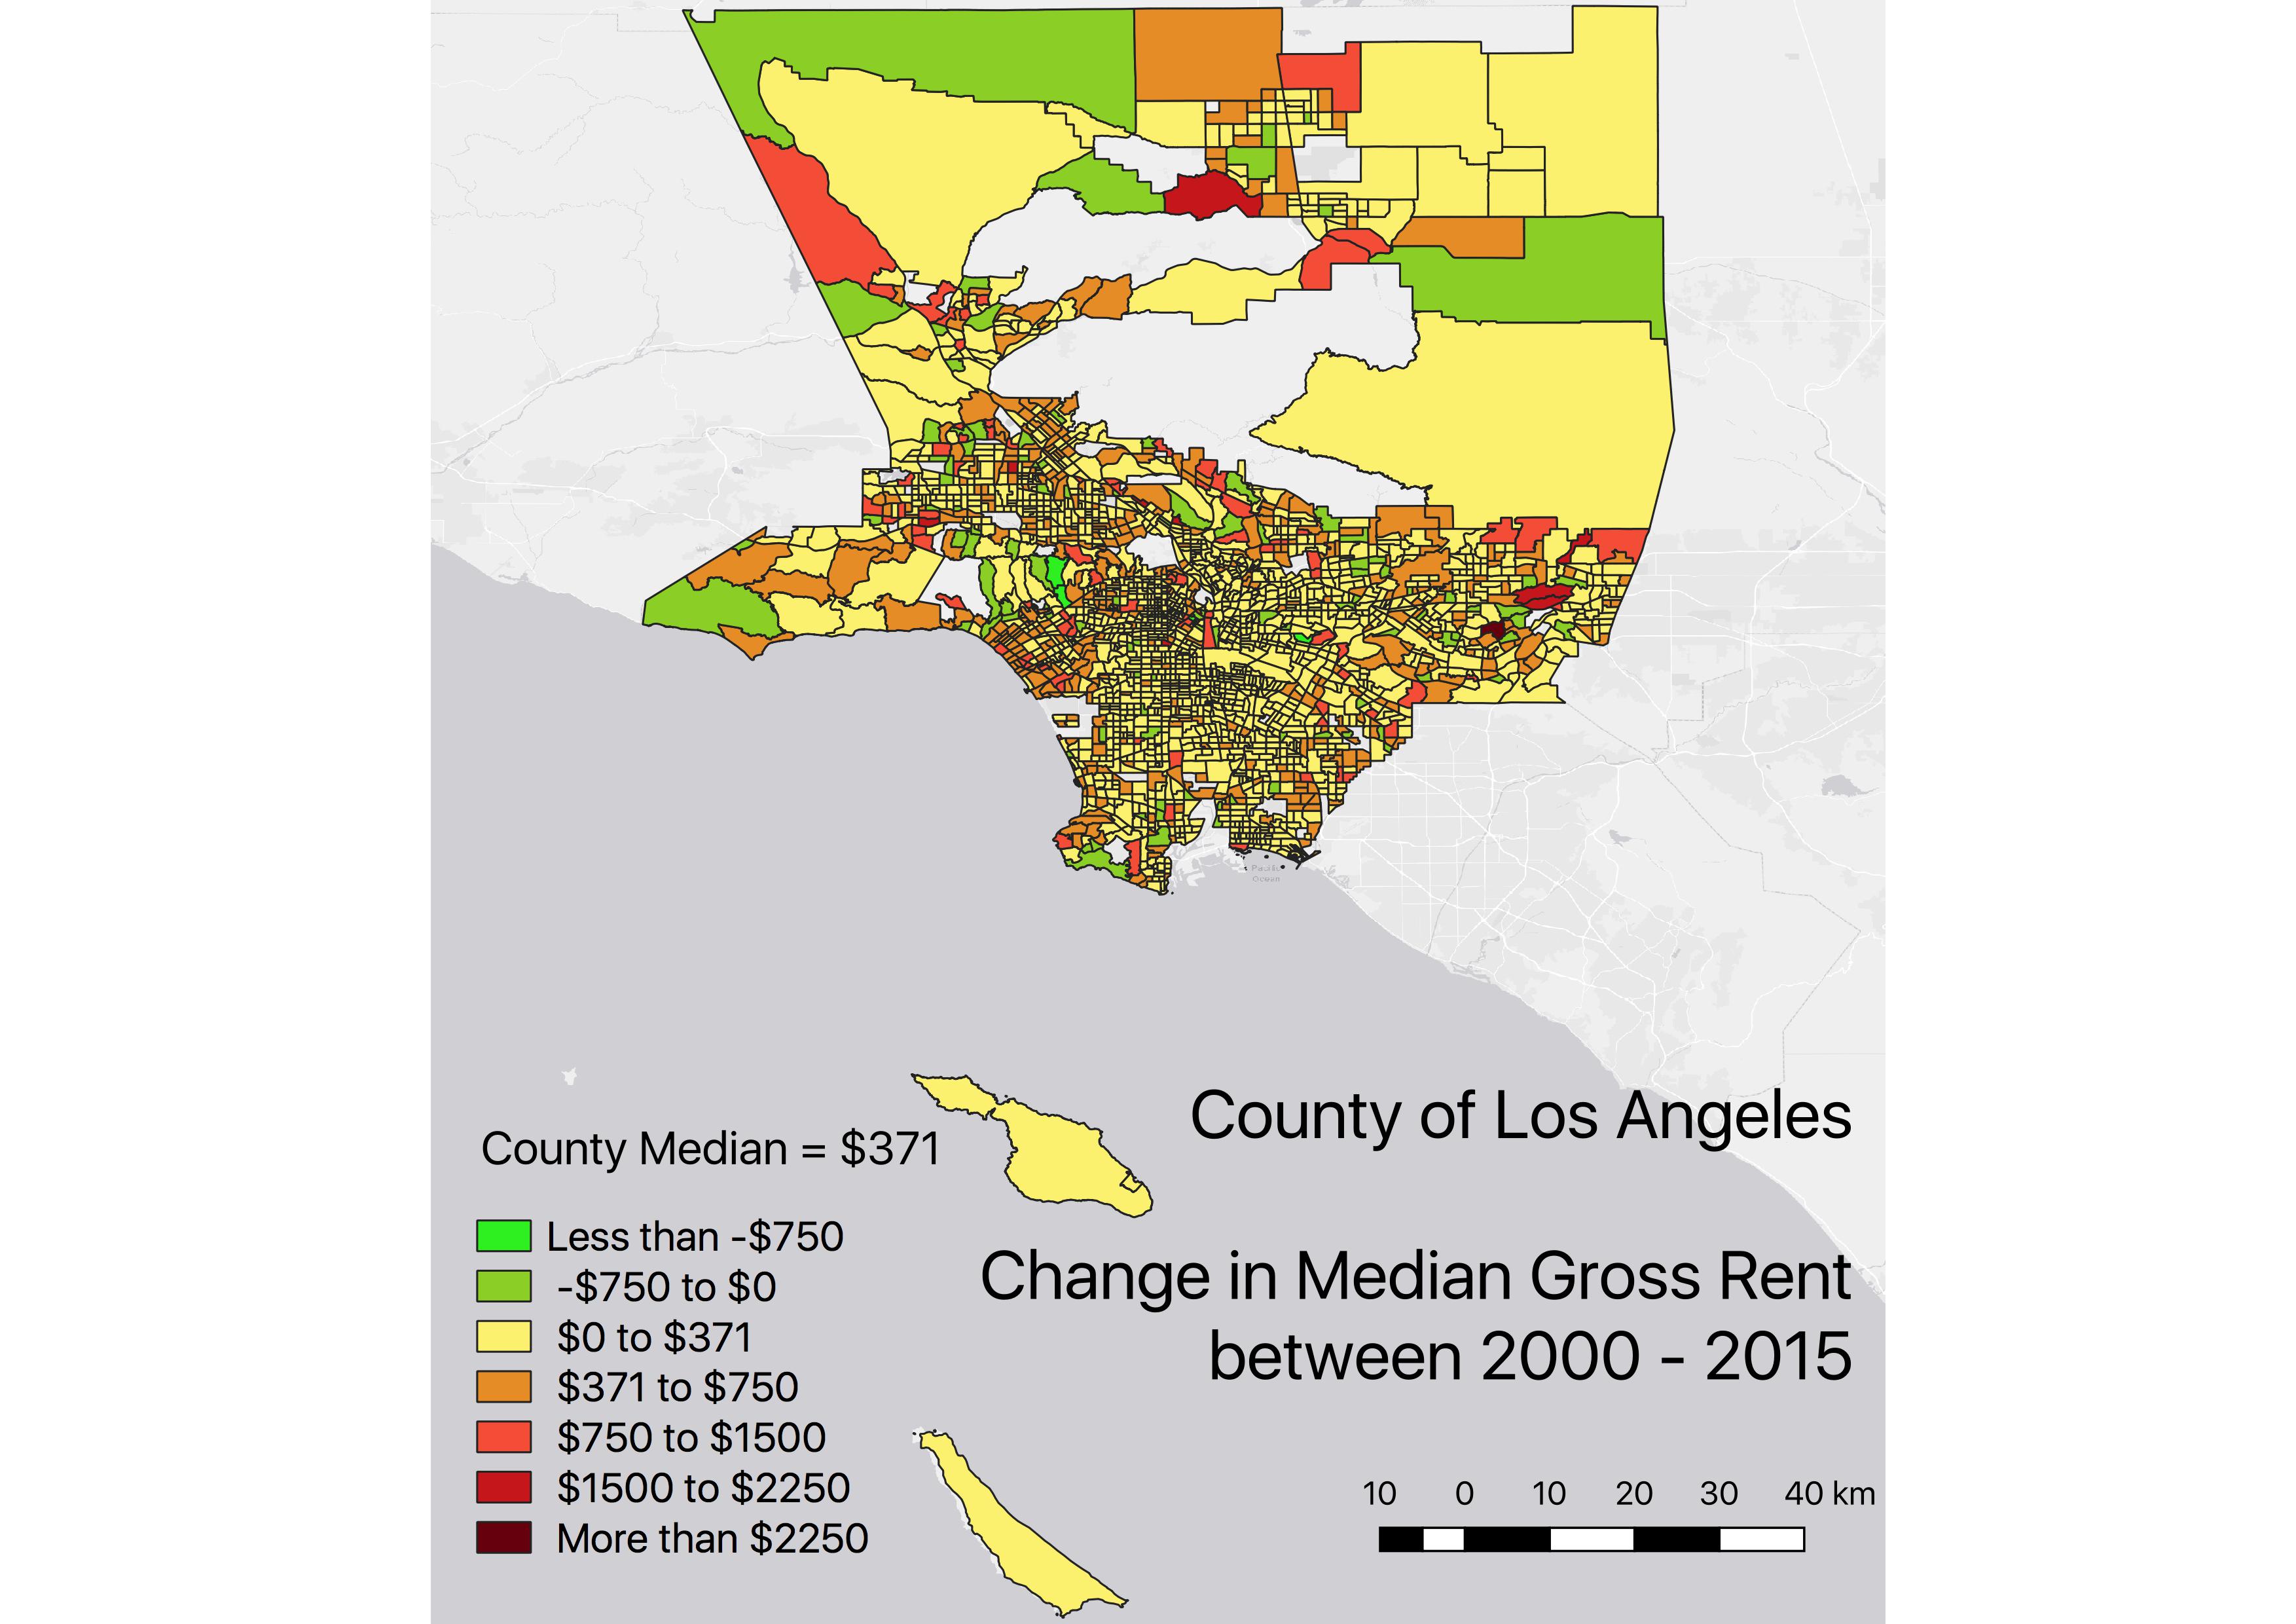 Pacific
Ocean
County of Los Angeles
County Median = $371
Less than -$750
-$750 to $0
$0 to $371
$371 to $750
$750 to $1500
$1500 to $2250
More than $2250
Change in Median Gross Rent
between 2000 - 2015
10 0 10 20 30 40 km